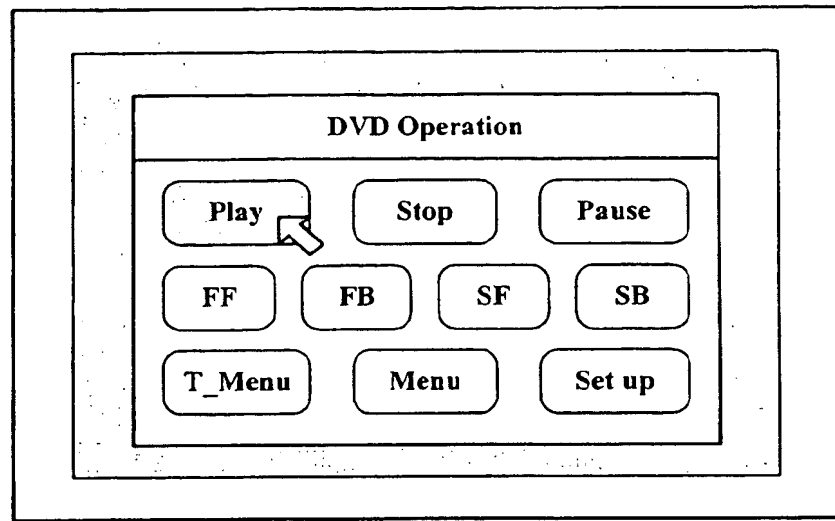 DVD Operation
Play Stop Pause
FF FB SF SB
T_Menu Menu Set up